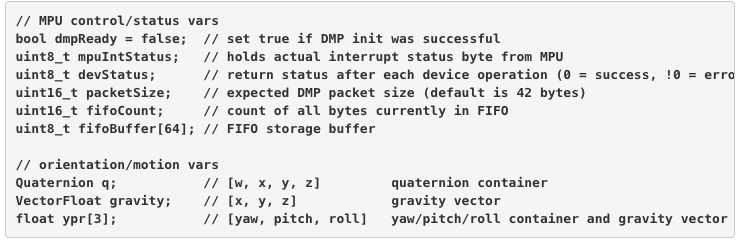 // MPU control/status vars
bool dmpReady = false;  // set true if DMP init was successful
uint8_t mpuIntStatus;   // holds actual interrupt status byte from MPU
uint8_t devStatus;      // return status after each device operation (0 = success, !0 = erro
uint16_t packetSize;    // expected DMP packet size (default is 42 bytes)
uint16_t fifoCount;     // count of all bytes currently in FIFO
uint8_t fifoBuffer[64]; // FIFO storage buffer

// orientation/motion vars
Quaternion q;           // [w, x, y, z]         quaternion container
VectorFloat gravity;    // [x, y, z]            gravity vector
float ypr[3];           // [yaw, pitch, roll]   yaw/pitch/roll container and gravity vector